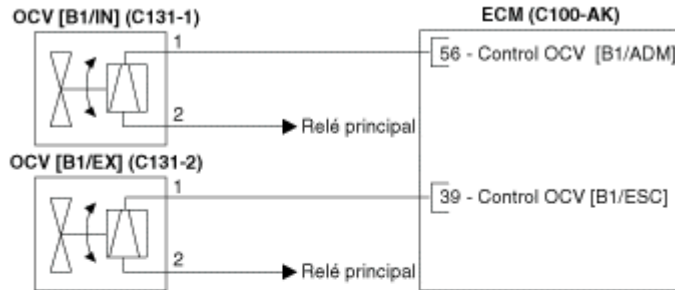 OCV [B1/IN] (C131-1)
ECM (C100-AK)
1
56 - Control OCV [B1/ADM]
2
Relé principal
OCV [B1/EX] (C131-2)
1
39 - Control OCV [B1/ESC]
2
Relé principal